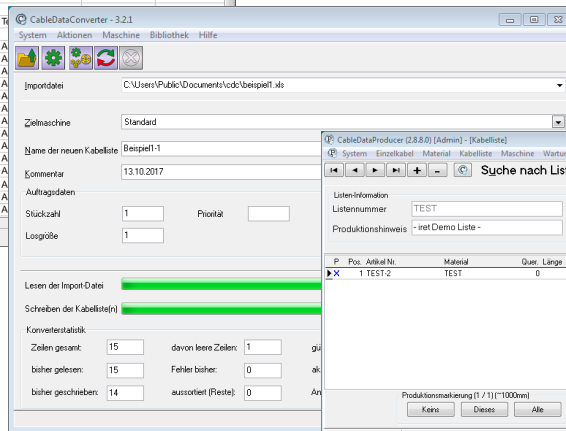 CableDataConverter - 3.2.1
System Aktionen Maschine Bibliothek Hilfe
Importdatei C:\Users\Public\Documents\cdc\beispiel1.xls
Zielmaschine Standard
Name der neuen Kabelliste Beispiel1-1
Kommentar 13.10.2017
Auftragsdaten
Stückzahl 1 Priorität
Losgröße 1
Lesen der Import-Datei
Schreiben der Kabelliste(n)
Konverterstatistik
Zeilen gesamt: 15 davon leere Zeilen: 1 gü
bisher gelesen: 15 Fehler bisher: 0 ak
bisher geschrieben: 14 aussortiert (Reste): 0 An
CableDataProducer (2.8.8.0) [Admin] - [Kabelliste]
System Einzelkabel Material Kabelliste Maschine Wartur
Suche nach List
Listen-Information
Listennummer TEST
Produktionshinweis - iret Demo Liste -
P Pos. Artikel Nr. Material Quer. Länge
X 1 TEST-2 TEST 0
Produktionsmarkierung (1 / 1) (~1000mm)
Keins Dieses Alle